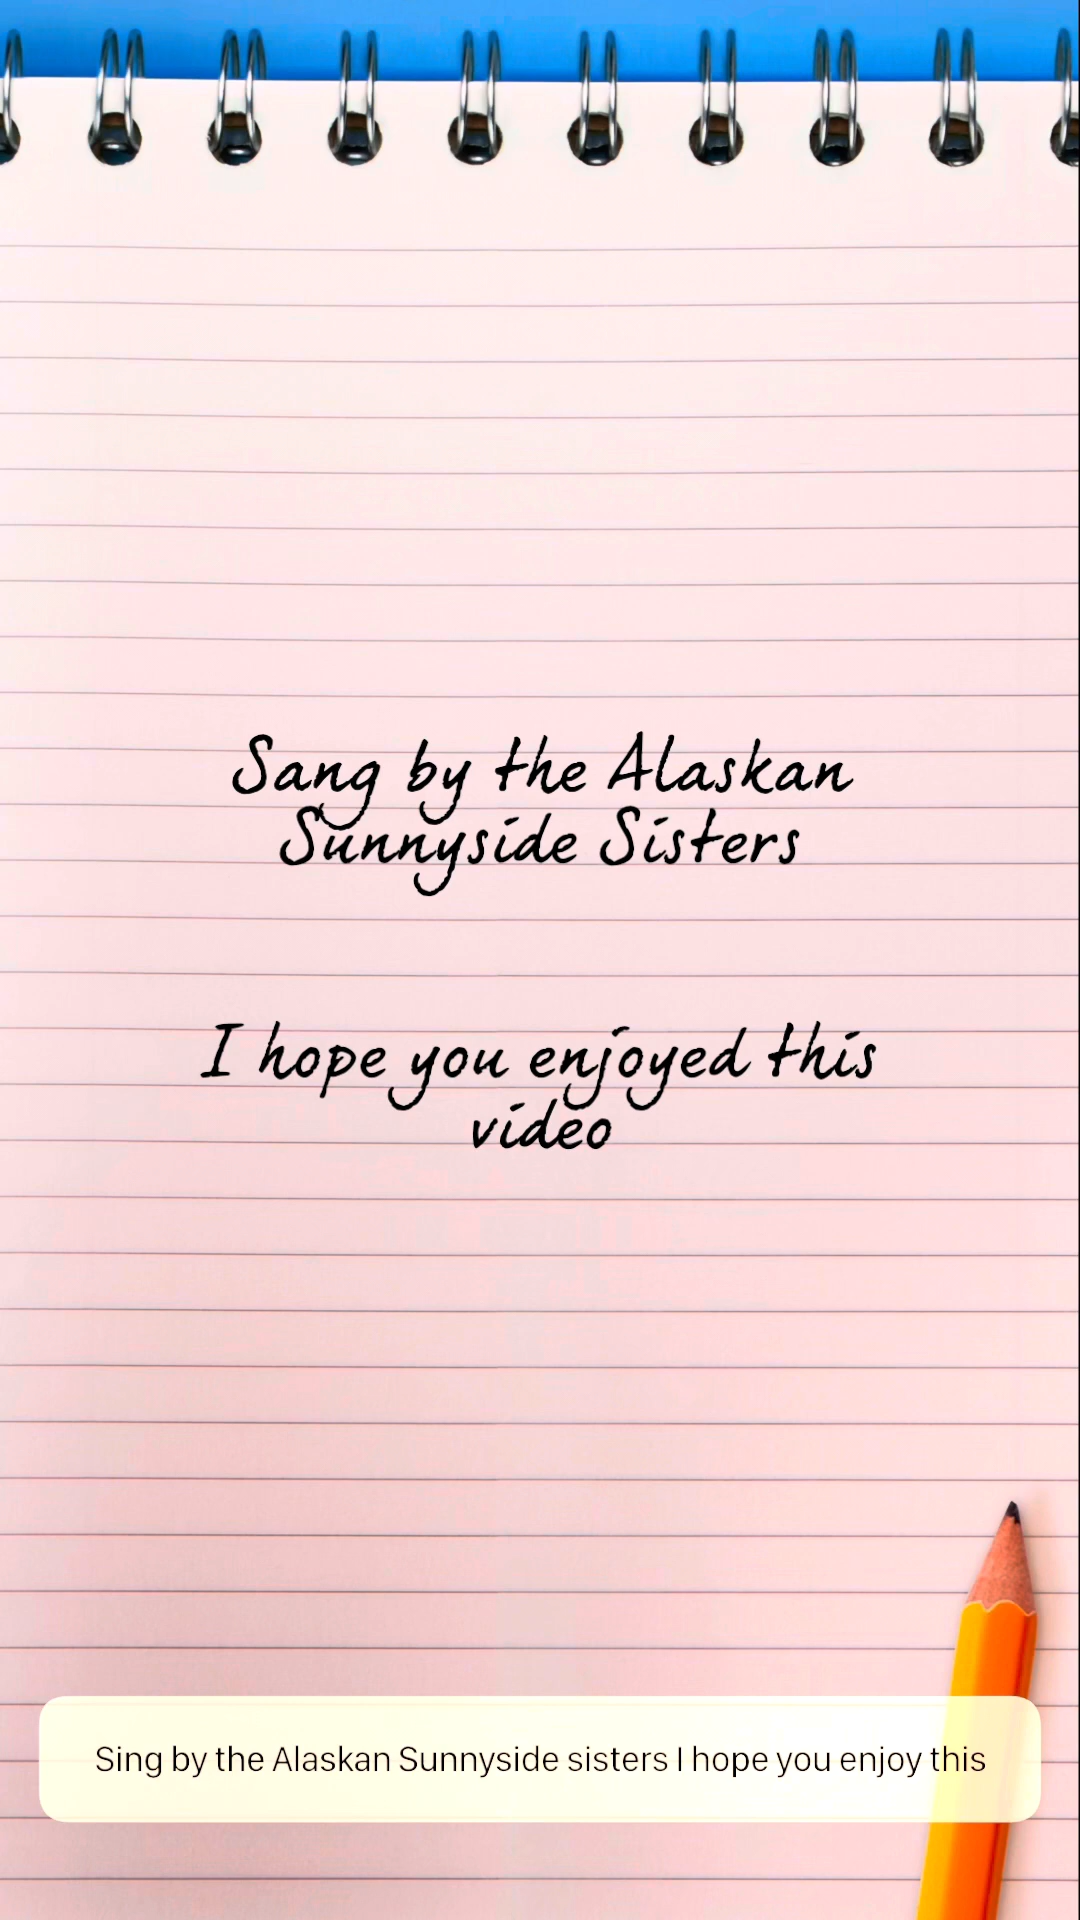 Sang by the Alaskan
Sunnyside Sisters
I hope you enjoyed this
video
Sing by the Alaskan Sunnyside sisters I hope you enjoy this